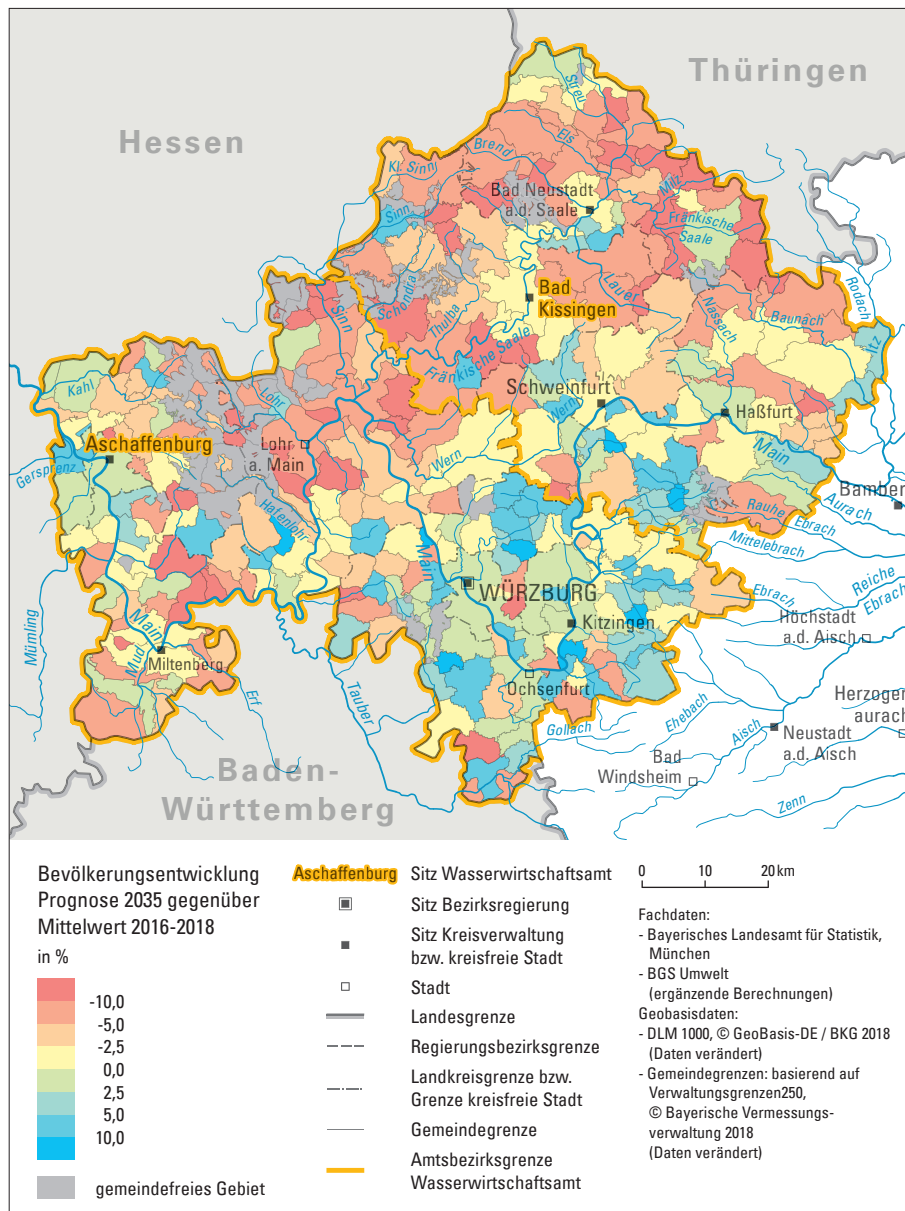 Thüringen
Hessen
Streu
Els
Brend
Kl. Sinn
Milz
Bad Neustadt
a.d. Saale
Sinn
Fränkische
Saale
Rodach
Lauer
Bad
Kissingen
Schondra
Sinn
Nassach
Baunach
Thulba
Itz
Fränkische Saale
Kahl
Schweinfurt
Lohr
Wern
Haßfurt
Aschaffenburg
Lohr
a. Main
Wern
Main
Gersprenz
Bamber
Aurach
Rauhe Ebrach
Hafenlohr
Mittelebrach
Main
WÜRZBURG
Reiche
Ebrach
Ebrach
Mümling
Main
Kitzingen
Höchstadt
a.d. Aisch
Mud
Miltenberg
Erf
Tauber
Ochsenfurt
Herzogen
aurach
Gollach
Ehebach
Aisch
Neustadt
a.d. Aisch
Baden-
Württemberg
Bad
Windsheim
Zenn
Bevölkerungsentwicklung
Prognose 2035 gegenüber
Mittelwert 2016-2018
in %
-10,0
-5,0
-2,5
0,0
2,5
5,0
10,0
gemeindefreies Gebiet
Aschaffenburg Sitz Wasserwirtschaftsamt
Sitz Bezirksregierung
Sitz Kreisverwaltung
bzw. kreisfreie Stadt
Stadt
Landesgrenze
Regierungsbezirksgrenze
Landkreisgrenze bzw.
Grenze kreisfreie Stadt
Gemeindegrenze
Amtsbezirksgrenze
Wasserwirtschaftsamt
0 10 20 km
Fachdaten:
- Bayerisches Landesamt für Statistik,
München
- BGS Umwelt
(ergänzende Berechnungen)
Geobasisdaten:
- DLM 1000, © GeoBasis-DE / BKG 2018
(Daten verändert)
- Gemeindegrenzen: basierend auf
Verwaltungsgrenzen250,
© Bayerische Vermessungs-
verwaltung 2018
(Daten verändert)